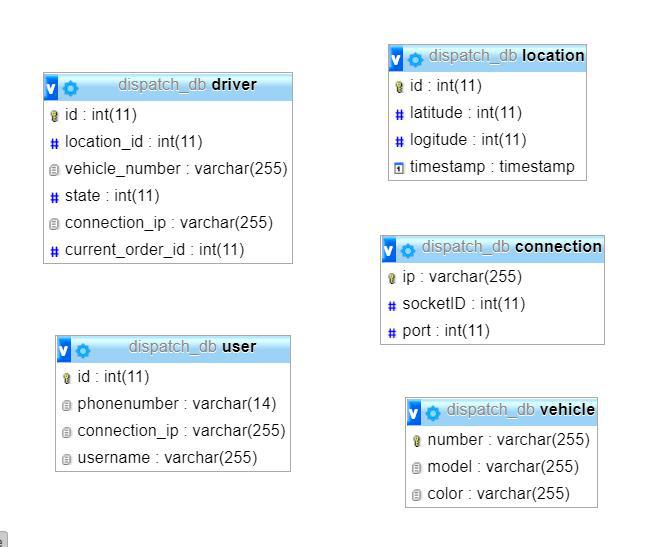 dispatch_db driver
id : int(11)
location_id : int(11)
vehicle_number : varchar(255)
state : int(11)
connection_ip : varchar(255)
current_order_id : int(11)
dispatch_db location
id : int(11)
latitude : int(11)
logitude : int(11)
timestamp : timestamp
dispatch_db connection
ip : varchar(255)
socketID : int(11)
port : int(11)
dispatch_db user
id : int(11)
phonenumber : varchar(14)
connection_ip : varchar(255)
username : varchar(255)
dispatch_db vehicle
number : varchar(255)
model : varchar(255)
color : varchar(255)